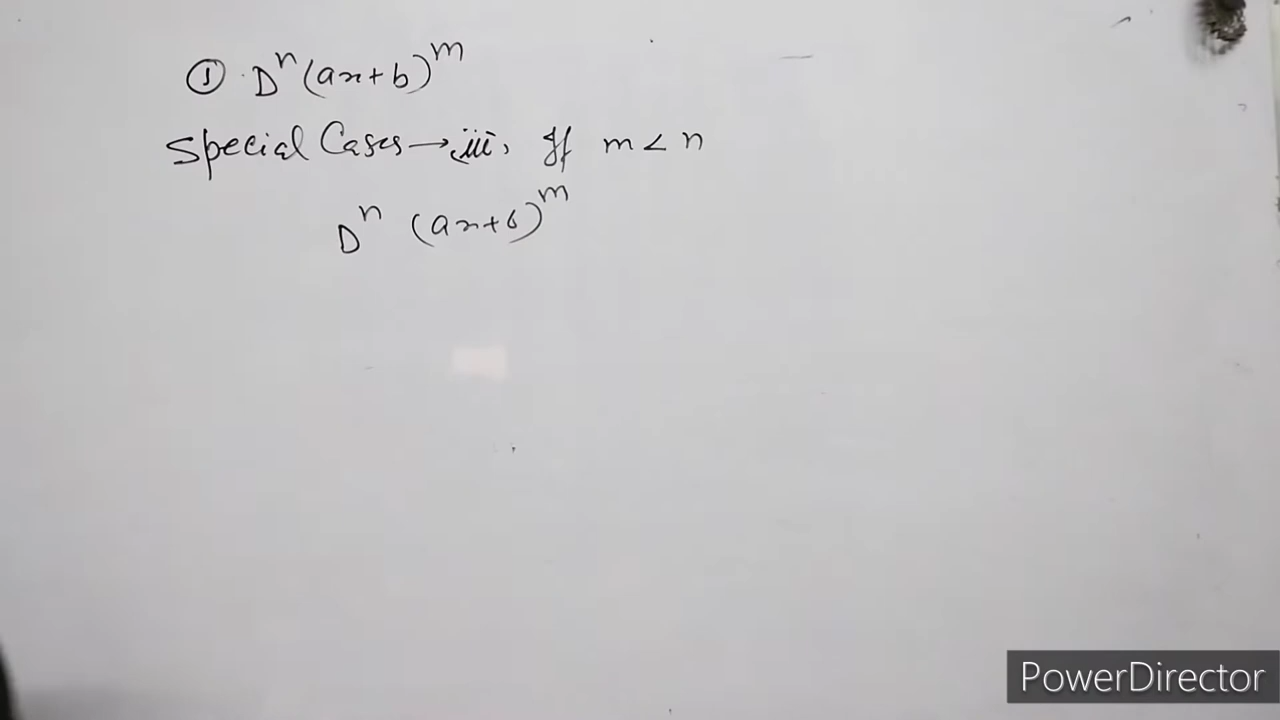 ① D^n (ax+b)^m
Special Cases → iii, If m < n
D^n (ax+b)^m
PowerDirector